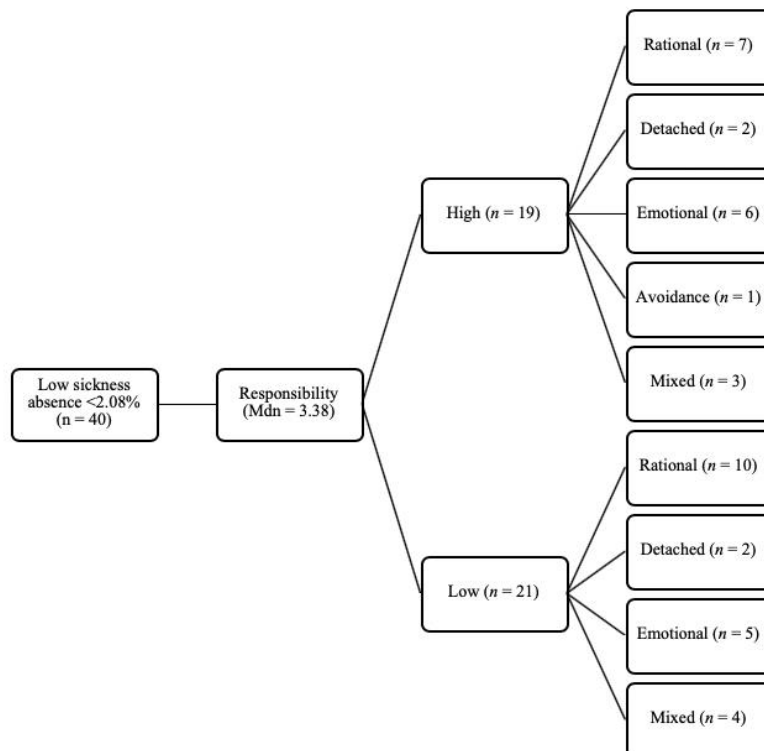 Low sickness
absence <2.08%
(n = 40)
Responsibility
(Mdn = 3.38)
High (n = 19)
Rational (n = 7)
Detached (n = 2)
Emotional (n = 6)
Avoidance (n = 1)
Mixed (n = 3)
Low (n = 21)
Rational (n = 10)
Detached (n = 2)
Emotional (n = 5)
Mixed (n = 4)